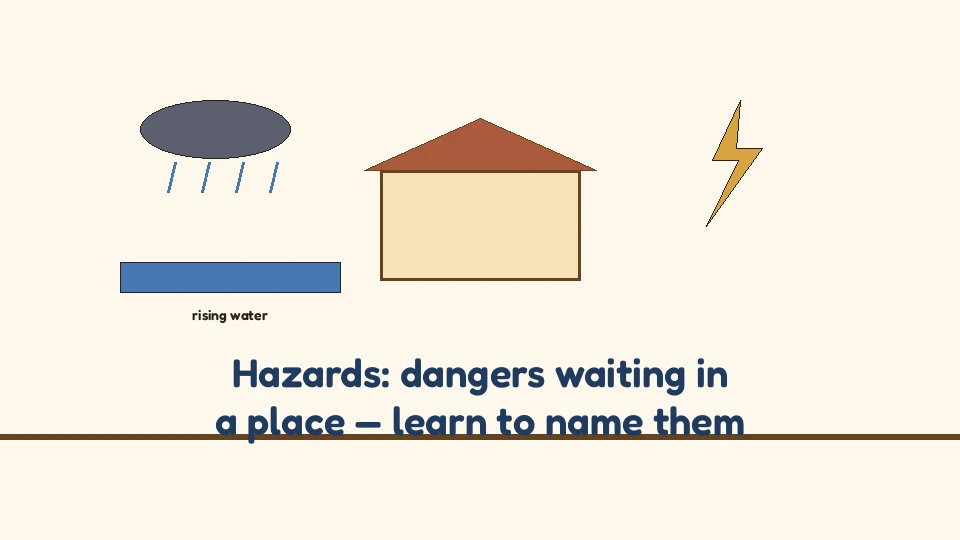 rising water
Hazards: dangers waiting in
a place — learn to name them